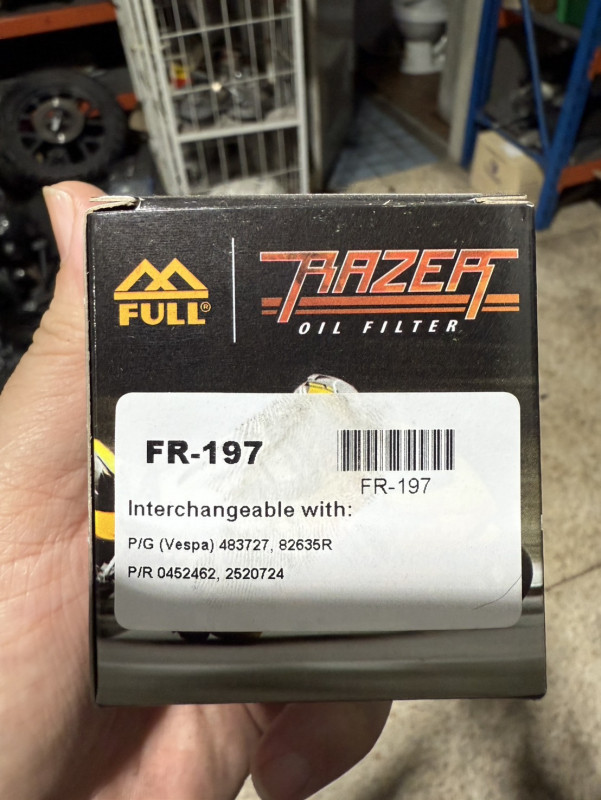 FULL®
RAZER
OIL FILTER
FR-197
FR-197
Interchangeable with:
P/G (Vespa) 483727, 82635R
P/R 0452462, 2520724